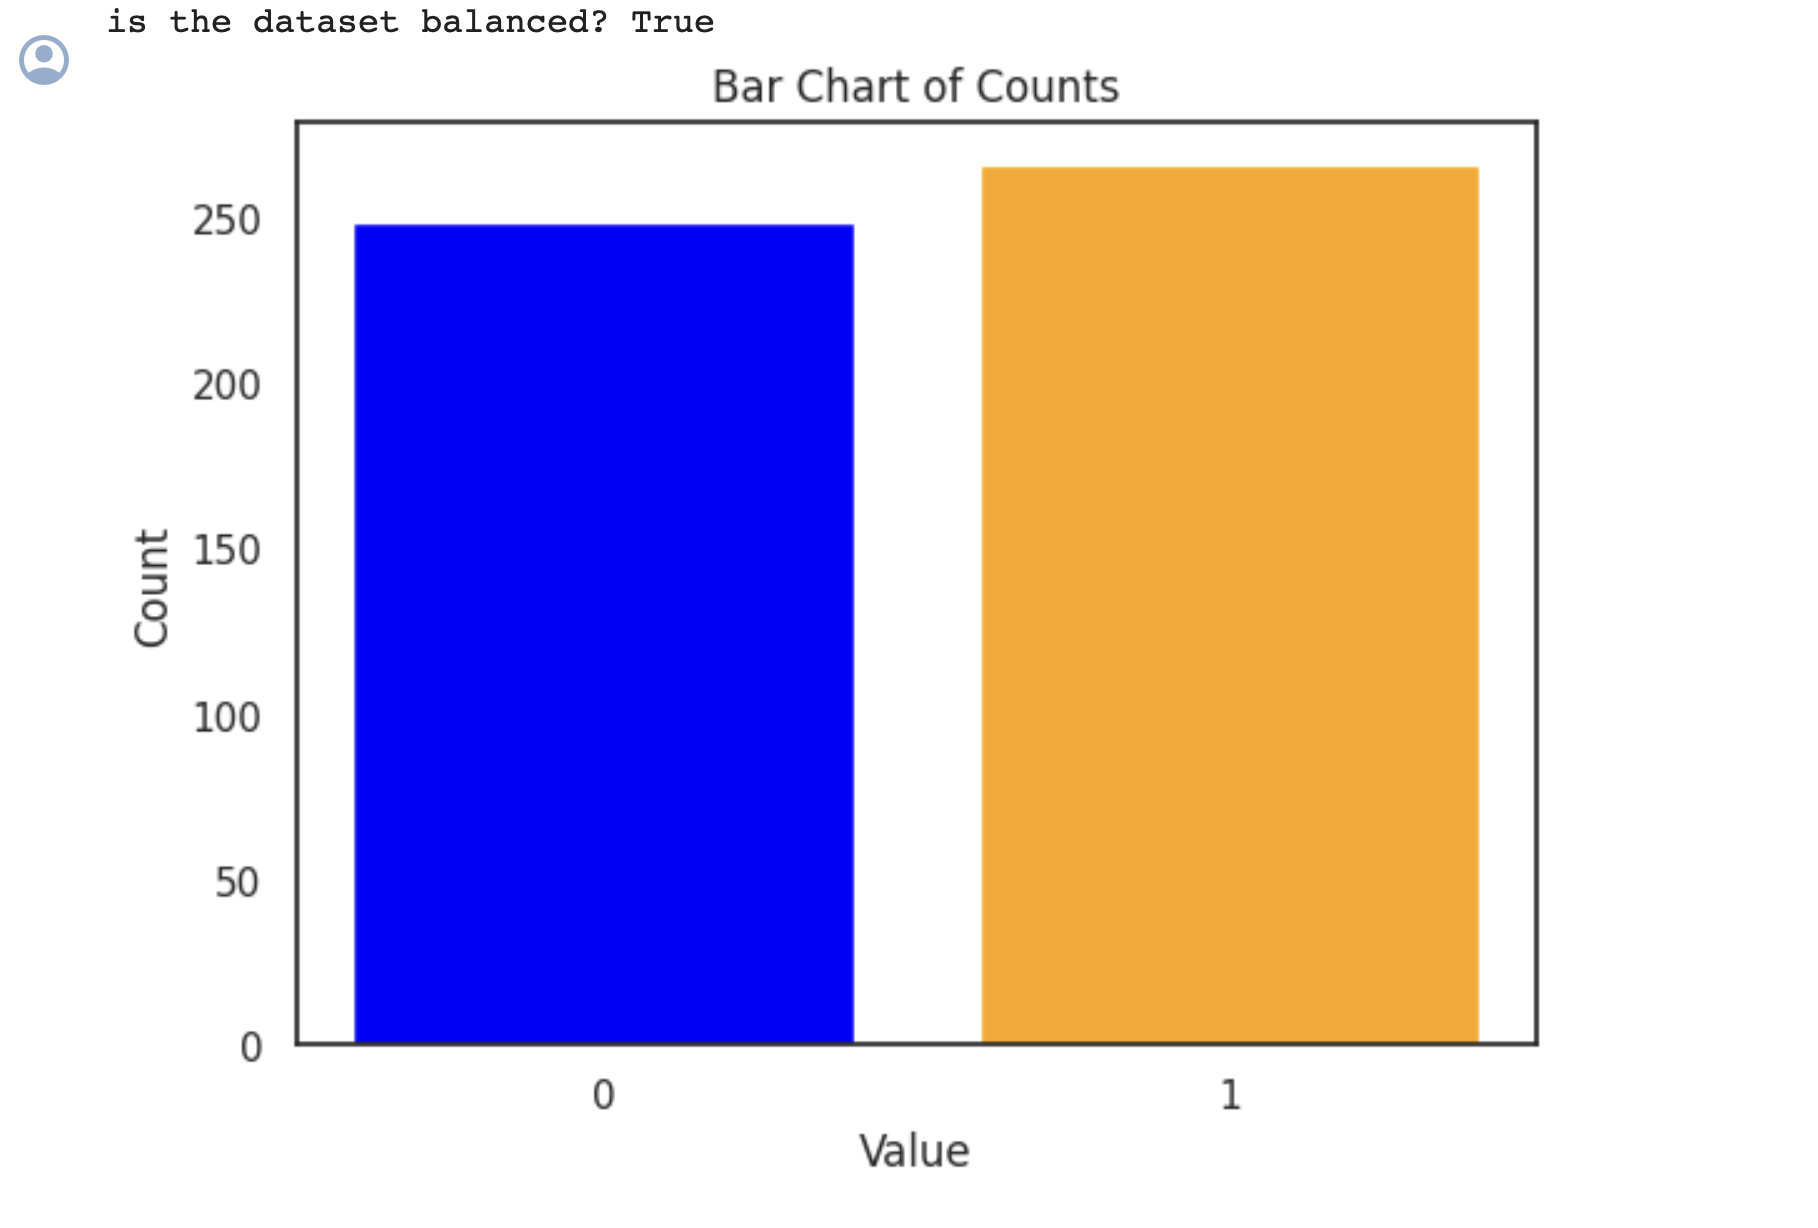 is the dataset balanced? True
Bar Chart of Counts
250
200
150
100
50
0
Count
0 1
Value